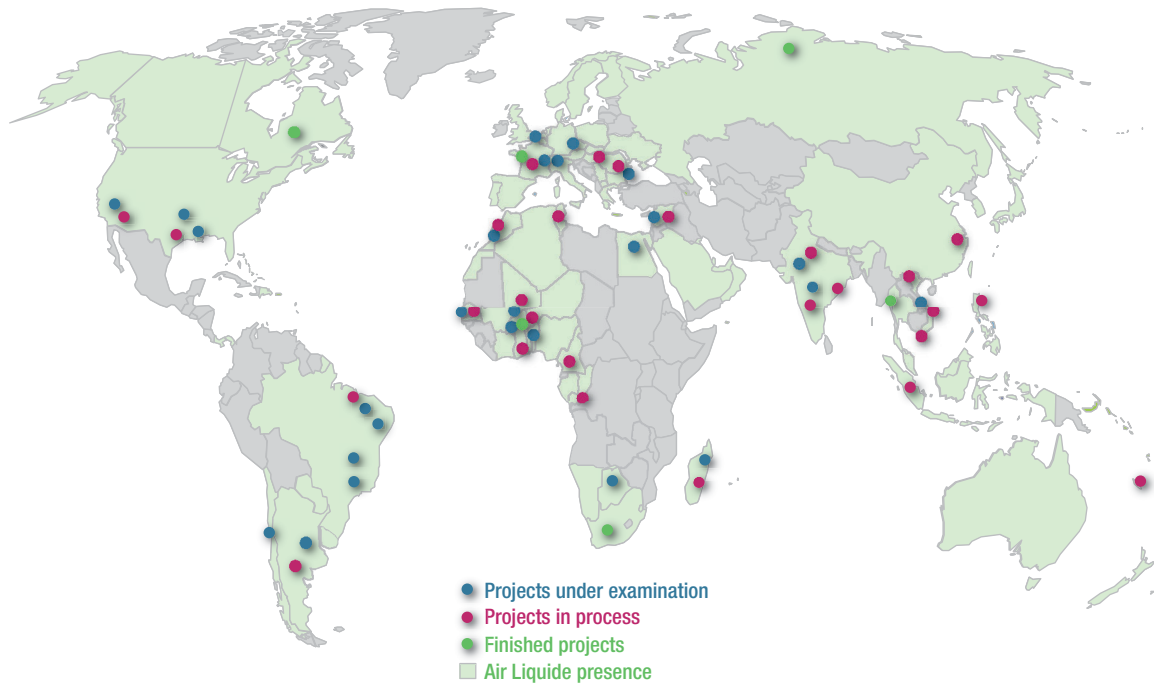 Projects under examination
Projects in process
Finished projects
Air Liquide presence